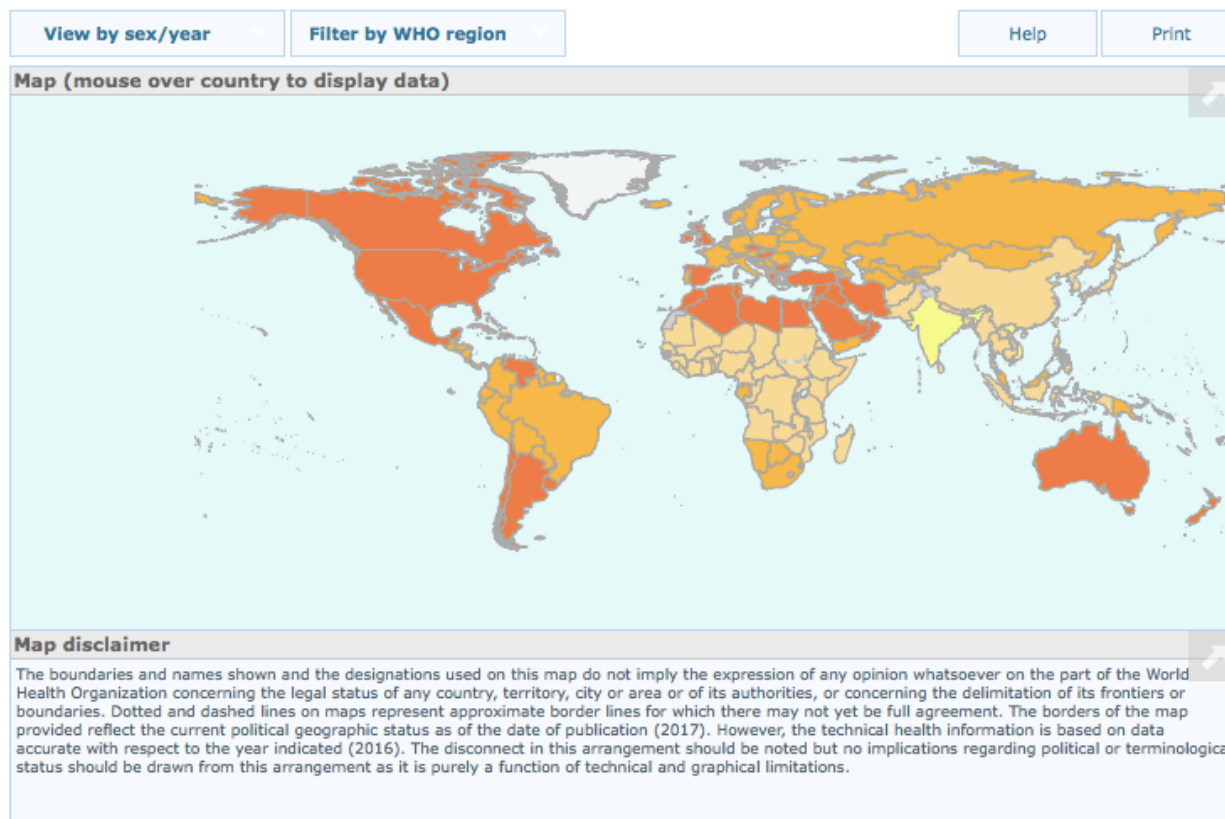 View by sex/year
Filter by WHO region
Help
Print
Map (mouse over country to display data)
Map disclaimer
The boundaries and names shown and the designations used on this map do not imply the expression of any opinion whatsoever on the part of the World
Health Organization concerning the legal status of any country, territory, city or area or of its authorities, or concerning the delimitation of its frontiers or
boundaries. Dotted and dashed lines on maps represent approximate border lines for which there may not yet be full agreement. The borders of the map
provided reflect the current political geographic status as of the date of publication (2017). However, the technical health information is based on data
accurate with respect to the year indicated (2016). The disconnect in this arrangement should be noted but no implications regarding political or terminologica
status should be drawn from this arrangement as it is purely a function of technical and graphical limitations.